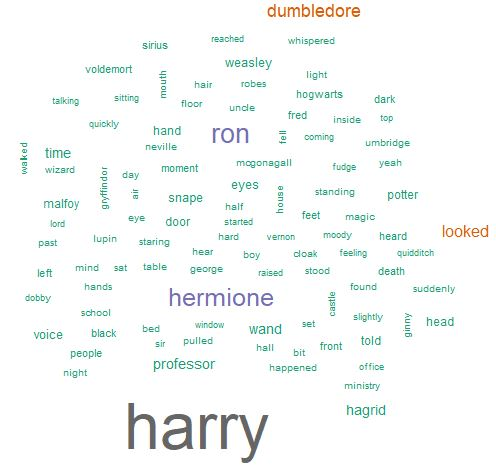 dumbledore
sirius reached whispered
weasley
voldemort mouth hair robes light
hogwarts
talking sitting floor uncle fred dark
inside top
quickly hand ron fell coming
neville umbridge
walked time mcgonagall fudge yeah
wizard gryffindor day moment
air snape eyes house standing potter
malfoy eye half feet magic
lord door started
past lupin staring hard vernon moody heard looked
hear boy cloak feeling quidditch
left mind sat table george raised stood death
dobby hands hermione castle found suddenly
school slightly ginny
voice black bed window wand set head
sir pulled hall front told
people bit
night professor happened office
ministry
harry hagrid